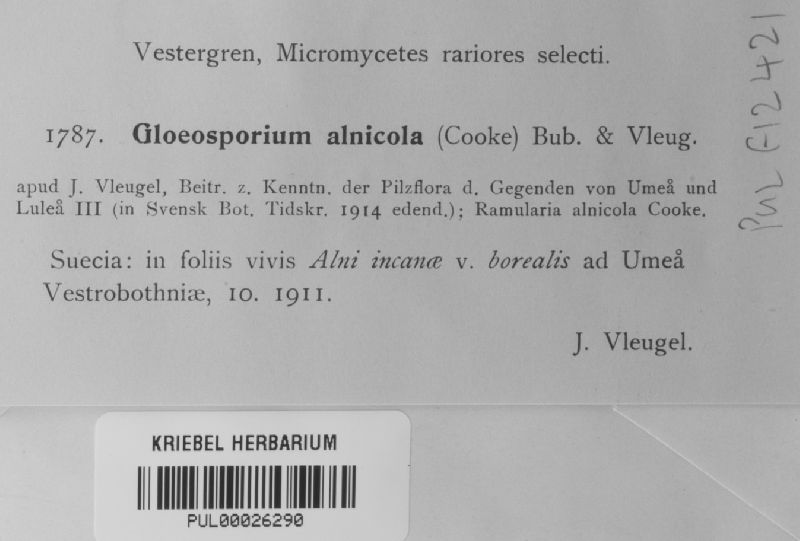 Vestergren, Micromycetes rariores selecti.
1787. Gloeosporium alnicola (Cooke) Bub. & Vleug.
apud J. Vleugel, Beitr. z. Kenntn. der Pilzflora d. Gegenden von Umeå und
Luleå III (in Svensk Bot. Tidskr. 1914 edend.); Ramularia alnicola Cooke.
Suecia: in foliis vivis Alni incanæ v. borealis ad Umeå
Vestrobothniæ, 10. 1911.
J. Vleugel.
PUL F12421
KRIEBEL HERBARIUM
PUL00026290